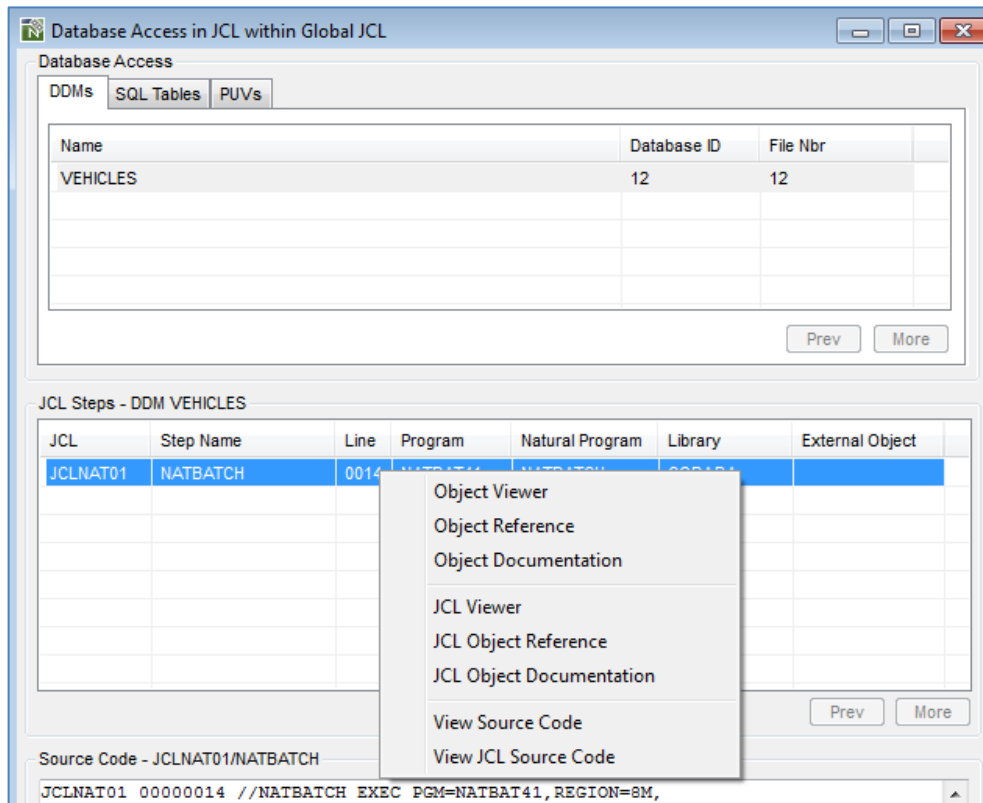 Database Access in JCL within Global JCL
Database Access
DDMs SQL Tables PUVs
Name Database ID File Nbr
VEHICLES 12 12
Prev More
JCL Steps - DDM VEHICLES
JCL Step Name Line Program Natural Program Library External Object
JCLNAT01 NATBATCH 0014
Object Viewer
Object Reference
Object Documentation
JCL Viewer
JCL Object Reference
JCL Object Documentation
View Source Code
View JCL Source Code
Prev More
Source Code - JCLNAT01/NATBATCH
JCLNAT01 00000014 //NATBATCH EXEC PGM=NATBAT41,REGION=8M,